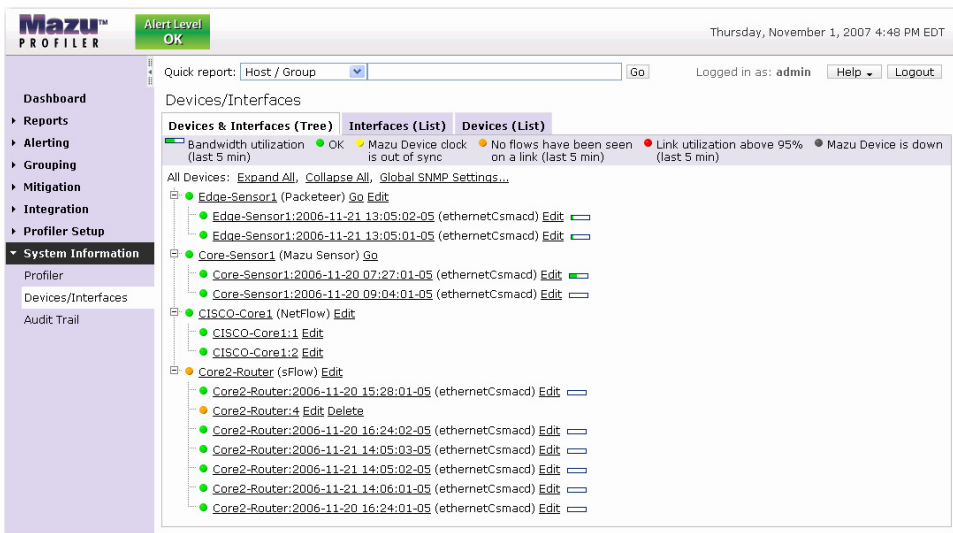 Mazu™
PROFILER
Alert Level
OK
Thursday, November 1, 2007 4:48 PM EDT
Quick report: Host / Group Go Logged in as: admin Help Logout
Dashboard
Reports
Alerting
Grouping
Mitigation
Integration
Profiler Setup
System Information
Profiler
Devices/Interfaces
Audit Trail
Devices/Interfaces
Devices & Interfaces (Tree) Interfaces (List) Devices (List)
Bandwidth utilization (last 5 min)
OK
Mazu Device clock is out of sync
No flows have been seen on a link (last 5 min)
Link utilization above 95% (last 5 min)
Mazu Device is down
All Devices: Expand All, Collapse All, Global SNMP Settings...
Edge-Sensor1 (Packeteer) Go Edit
Edge-Sensor1:2006-11-21 13:05:02-05 (ethernetCsmacd) Edit
Edge-Sensor1:2006-11-21 13:05:01-05 (ethernetCsmacd) Edit
Core-Sensor1 (Mazu Sensor) Go
Core-Sensor1:2006-11-20 07:27:01-05 (ethernetCsmacd) Edit
Core-Sensor1:2006-11-20 09:04:01-05 (ethernetCsmacd) Edit
CISCO-Core1 (NetFlow) Edit
CISCO-Core1:1 Edit
CISCO-Core1:2 Edit
Core2-Router (sFlow) Edit
Core2-Router:2006-11-20 15:28:01-05 (ethernetCsmacd) Edit
Core2-Router:4 Edit Delete
Core2-Router:2006-11-20 16:24:02-05 (ethernetCsmacd) Edit
Core2-Router:2006-11-21 14:05:03-05 (ethernetCsmacd) Edit
Core2-Router:2006-11-21 14:05:02-05 (ethernetCsmacd) Edit
Core2-Router:2006-11-21 14:06:01-05 (ethernetCsmacd) Edit
Core2-Router:2006-11-20 16:24:01-05 (ethernetCsmacd) Edit